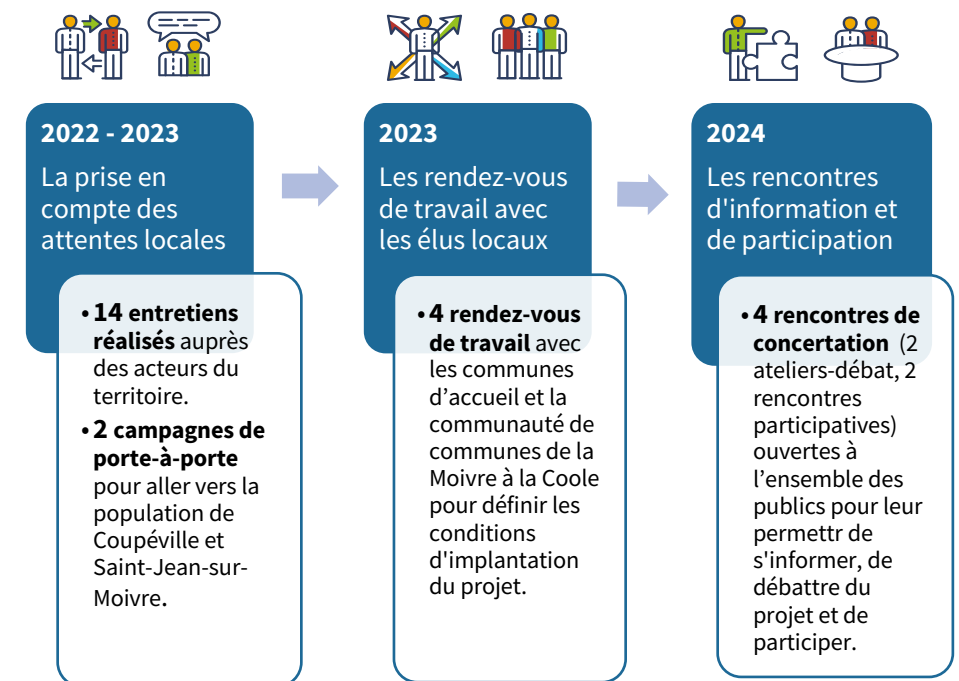 2022 - 2023
La prise en
compte des
attentes locales
• 14 entretiens
réalisés auprès
des acteurs du
territoire.
• 2 campagnes de
porte-à-porte
pour aller vers la
population de
Coupéville et
Saint-Jean-sur-
Moivre.
2023
Les rendez-vous
de travail avec
les élus locaux
• 4 rendez-vous
de travail avec
les communes
d’accueil et la
communauté de
communes de la
Moivre à la Coole
pour définir les
conditions
d'implantation
du projet.
2024
Les rencontres
d'information et
de participation
• 4 rencontres de
concertation (2
ateliers-débat, 2
rencontres
participatives)
ouvertes à
l’ensemble des
publics pour leur
permettr de
s'informer, de
débattre du
projet et de
participer.